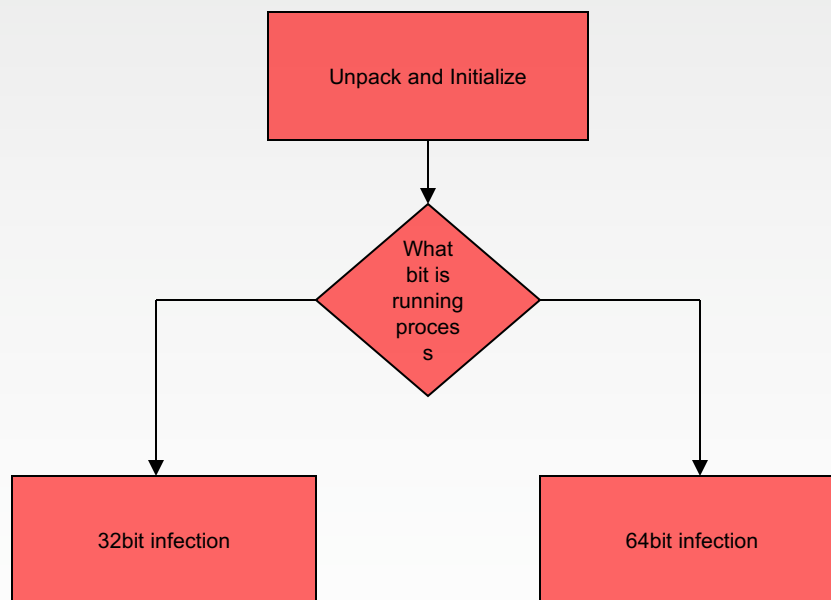 Unpack and Initialize
What
bit is
running
proces
s
32bit infection
64bit infection